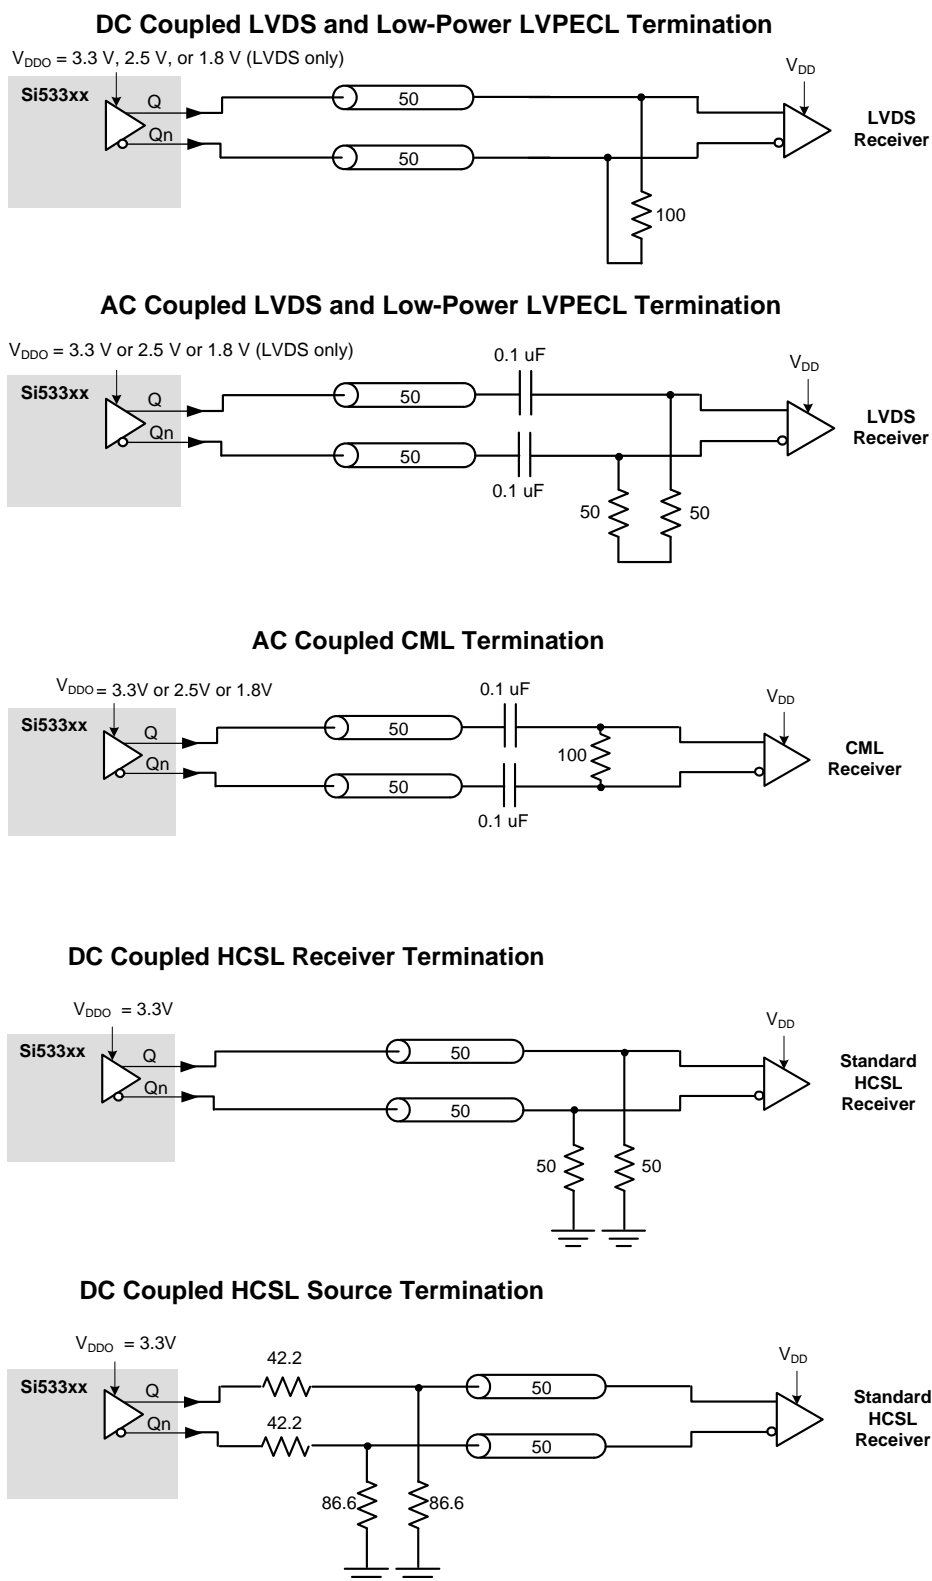 DC Coupled LVDS and Low-Power LVPECL Termination
VDDO = 3.3 V, 2.5 V, or 1.8 V (LVDS only)
Si533xx
Q
Qn
50
50
100
VDD
LVDS
Receiver
AC Coupled LVDS and Low-Power LVPECL Termination
VDDO = 3.3 V or 2.5 V or 1.8 V (LVDS only)
Si533xx
Q
Qn
50
50
0.1 uF
0.1 uF
50
50
VDD
LVDS
Receiver
AC Coupled CML Termination
VDDO = 3.3V or 2.5V or 1.8V
Si533xx
Q
Qn
50
50
0.1 uF
0.1 uF
100
VDD
CML
Receiver
DC Coupled HCSL Receiver Termination
VDDO = 3.3V
Si533xx
Q
Qn
50
50
50
50
VDD
Standard
HCSL
Receiver
DC Coupled HCSL Source Termination
VDDO = 3.3V
Si533xx
Q
Qn
42.2
42.2
86.6
86.6
50
50
VDD
Standard
HCSL
Receiver